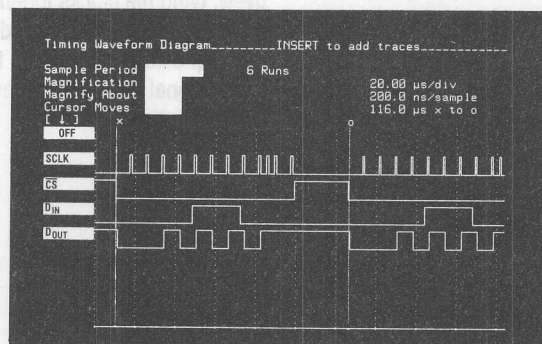 Timing Waveform Diagram________INSERT to add traces____________
Sample Period 6 Runs
Magnification 20.00 µs/div
Magnify About 200.0 ns/sample
Cursor Moves 116.0 µs x to o
[ ↓ ] x o
OFF
SCLK
CS
DIN
DOUT